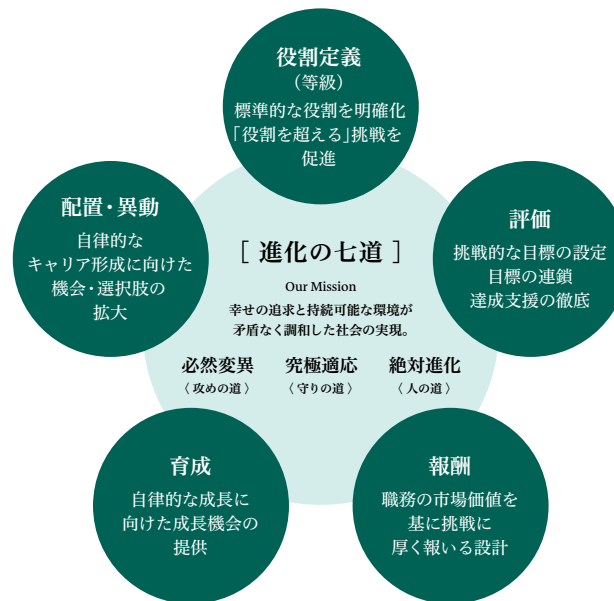 役割定義
（等級）
標準的な役割を明確化
「役割を超える」挑戦を
促進
配置・異動
自律的な
キャリア形成に向けた
機会・選択肢の
拡大
評価
挑戦的な目標の設定
目標の連鎖
達成支援の徹底
［ 進化の七道 ］
Our Mission
幸せの追求と持続可能な環境が
矛盾なく調和した社会の実現。
必然変異 究極適応 絶対進化
〈 攻めの道 〉 〈 守りの道 〉 〈 人の道 〉
育成
自律的な成長に
向けた成長機会の
提供
報酬
職務の市場価値を
基に挑戦に
厚く報いる設計